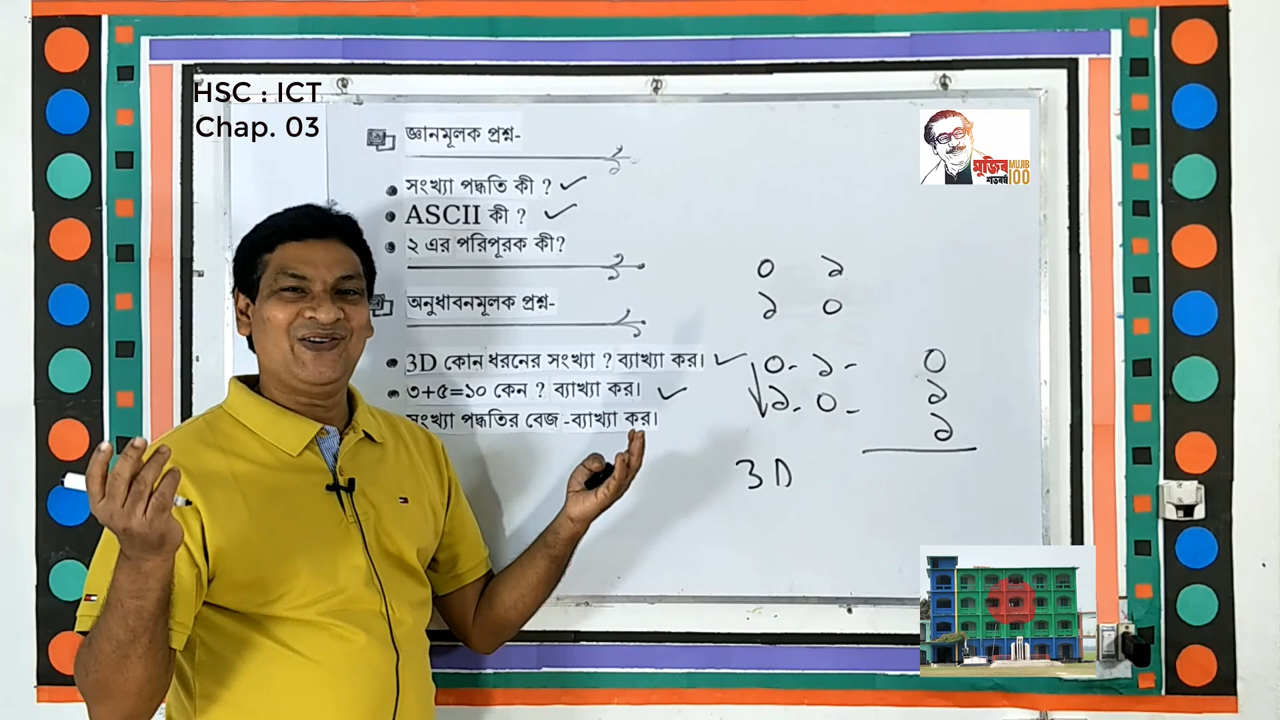 HSC : ICT
Chap. 03
জ্ঞানমূলক প্রশ্ন-
সংখ্যা পদ্ধতি কী ?
ASCII কী ?
২ এর পরিপূরক কী?
অনুধাবনমূলক প্রশ্ন-
3D কোন ধরনের সংখ্যা ? ব্যাখ্যা কর।
৩+৫=১০ কেন ? ব্যাখ্যা কর।
সংখ্যা পদ্ধতির বেজ -ব্যাখ্যা কর।
০ ১
১ ০
০- ১-
১- ০-
০
১
১
3D
মুজিব
শতবর্ষ
MUJIB
100